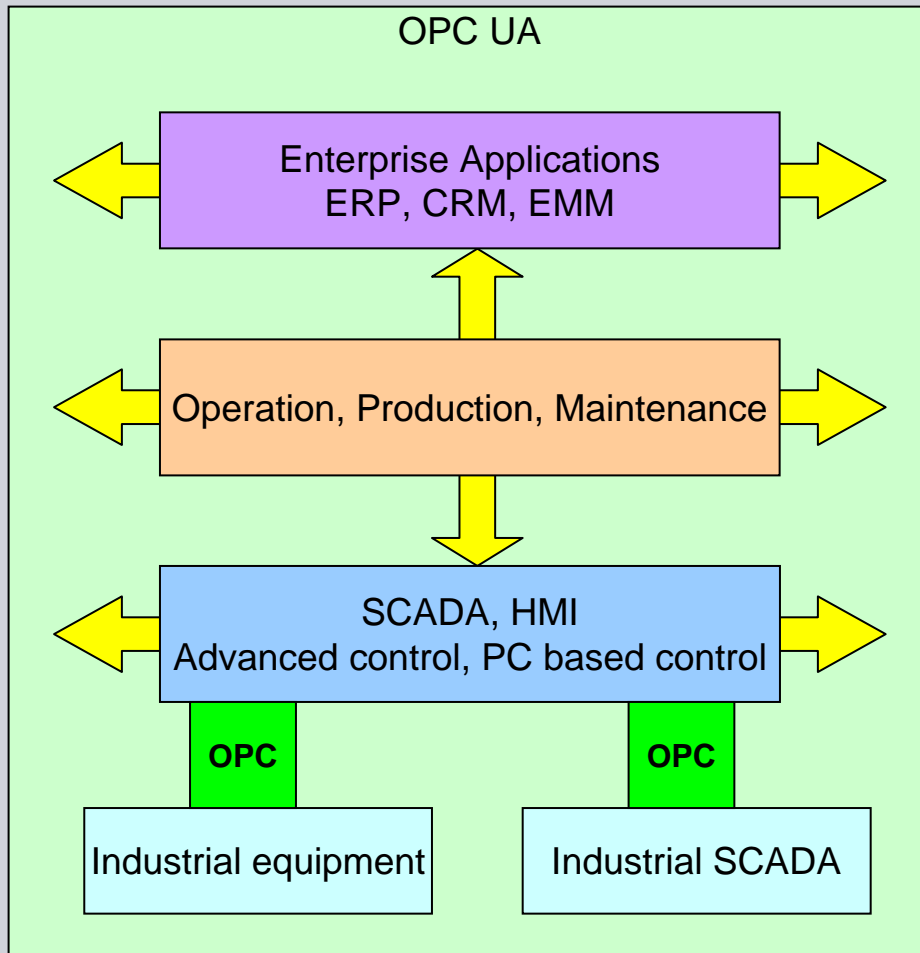 OPC UA
Enterprise Applications
ERP, CRM, EMM
Operation, Production, Maintenance
SCADA, HMI
Advanced control, PC based control
OPC
OPC
Industrial equipment
Industrial SCADA